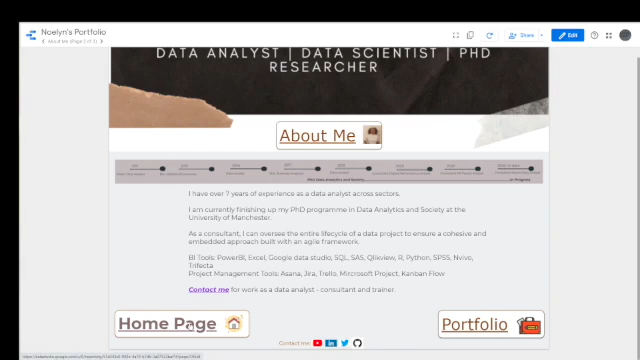 Noelyn's Portfolio
About Me (Page 2 of 3)
Share
Edit
DATA ANALYST | DATA SCIENTIST | PHD
RESEARCHER
About Me
PhD Data Analytics and Society
I have over 7 years of experience as a data analyst across sectors.
I am currently finishing up my PhD programme in Data Analytics and Society at the
University of Manchester.
As a consultant, I can oversee the entire lifecycle of a data project to ensure a cohesive and
embedded approach built with an agile framework.
BI Tools: PowerBI, Excel, Google data studio, SQL, SAS, Qlikview, R, Python, SPSS, Nvivo,
Trifecta
Project Management Tools: Asana, Jira, Trello, Mircrosoft Project, Kanban Flow
Contact me for work as a data analyst - consultant and trainer.
Home Page
Portfolio
Contact me: